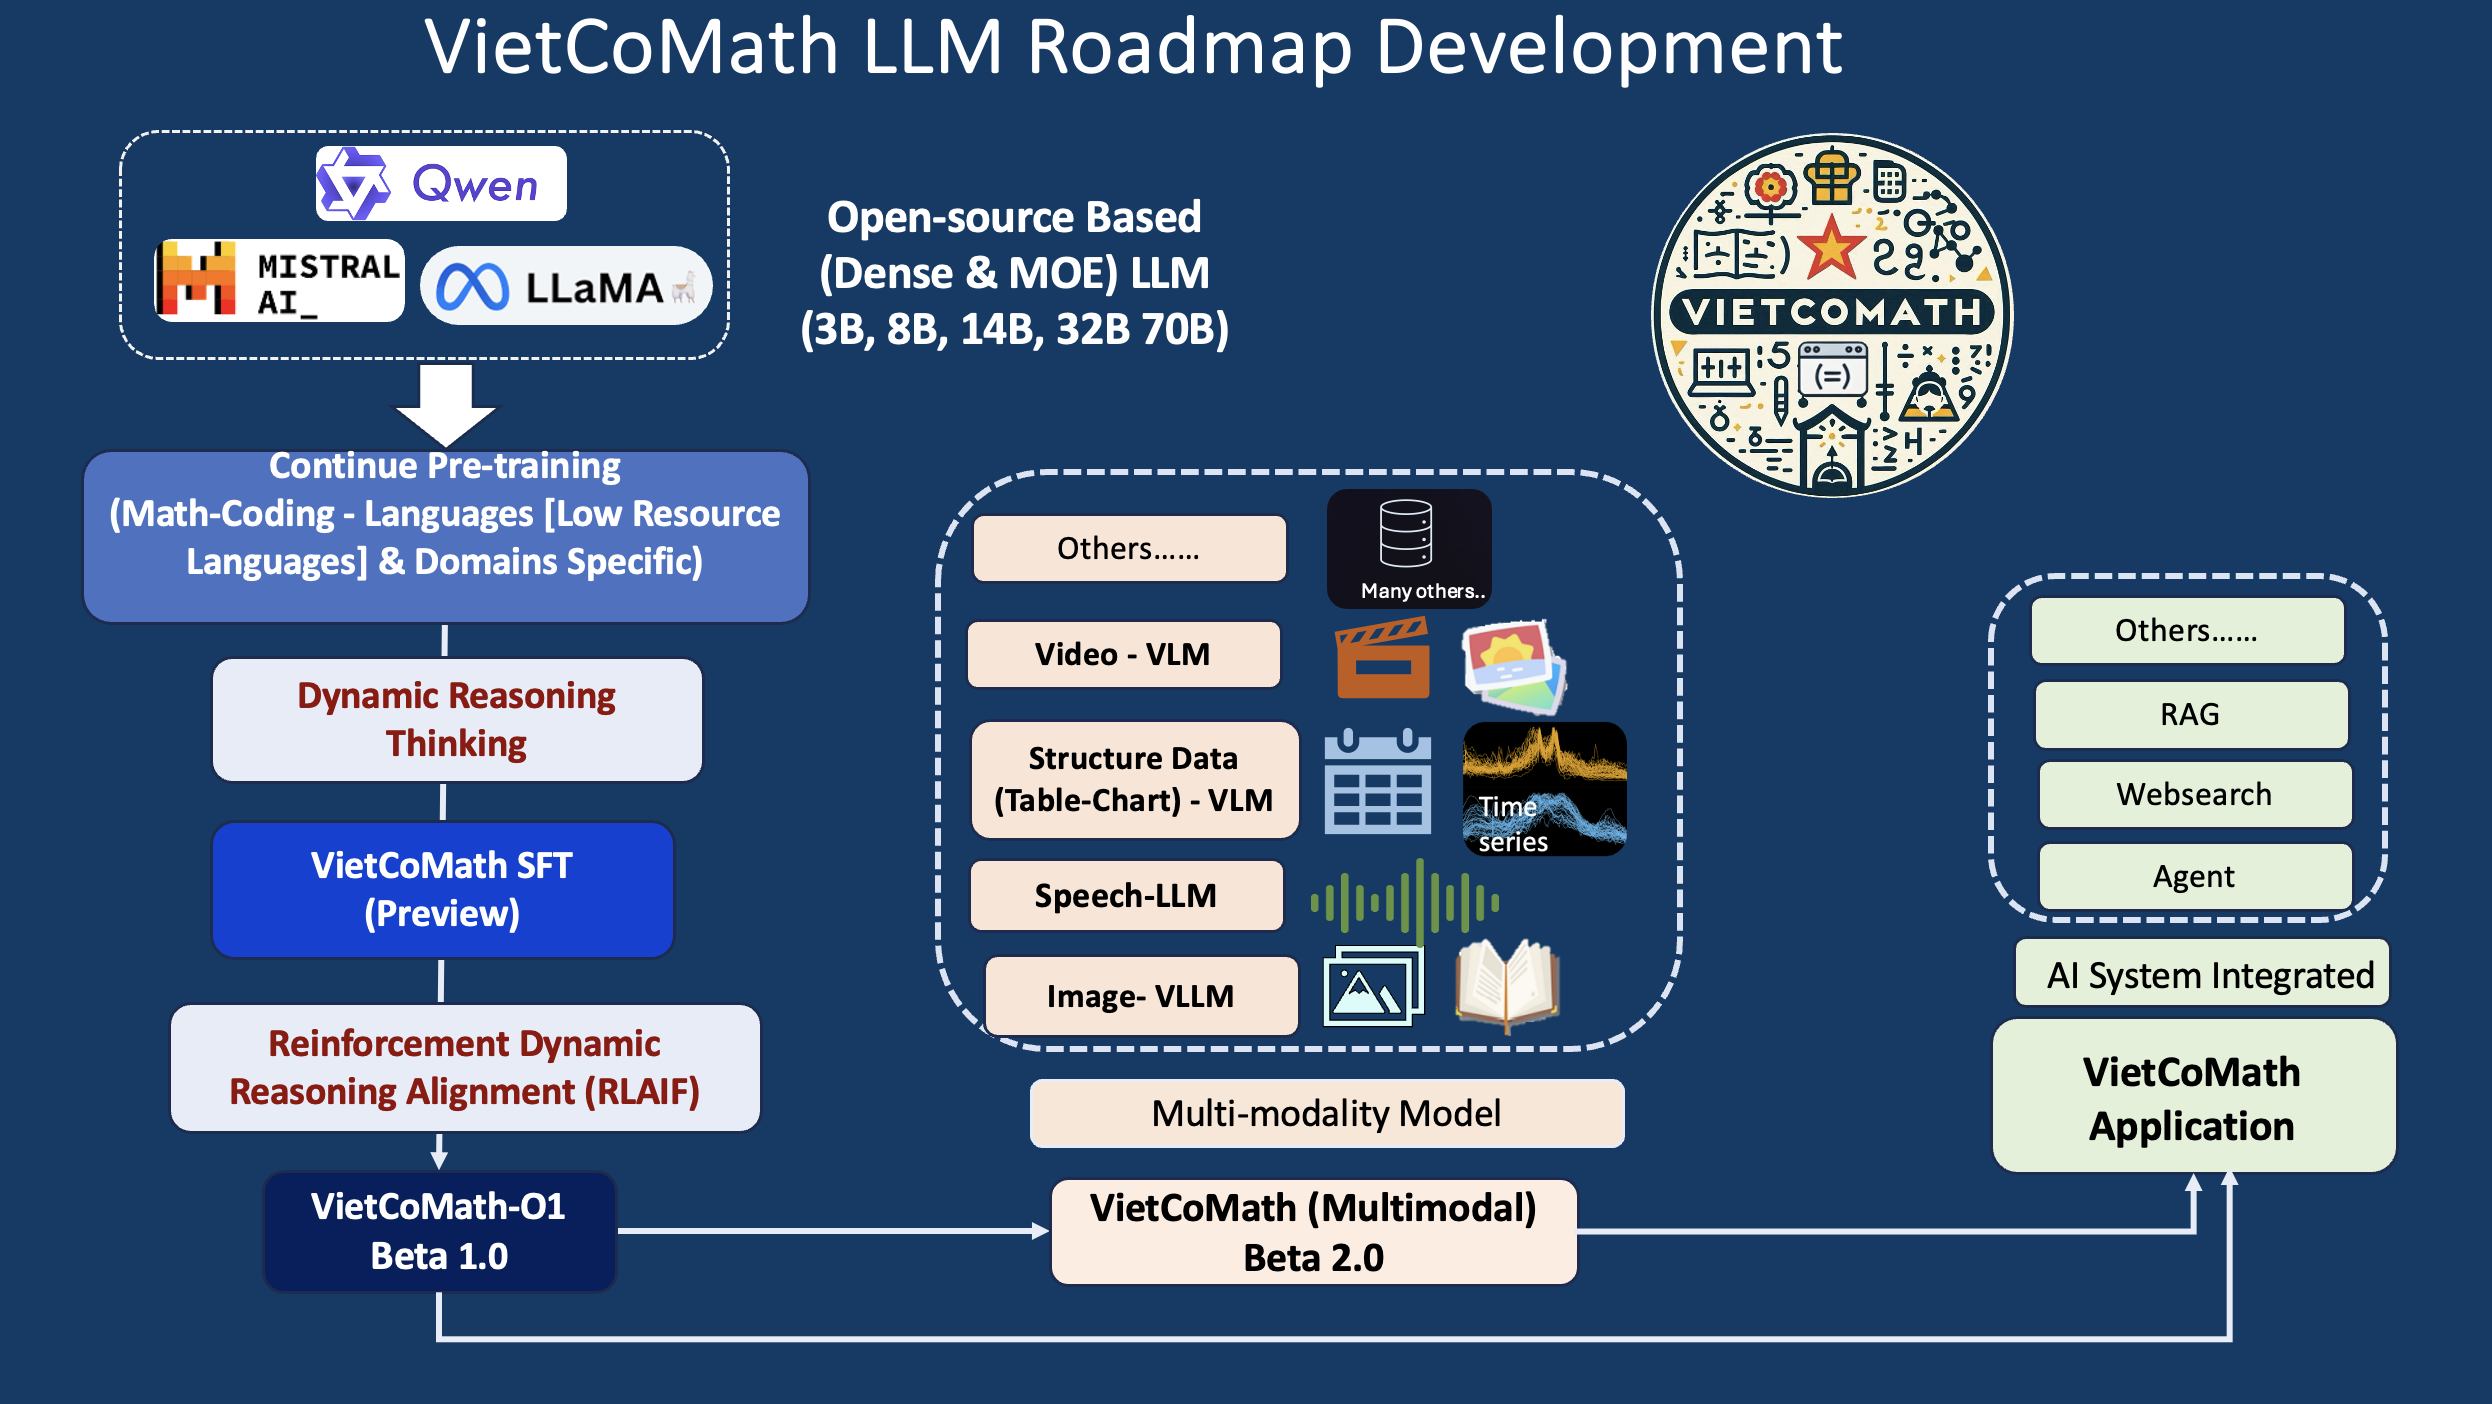 VietCoMath LLM Roadmap Development
Qwen
MISTRAL
AI_
LLaMA
Open-source Based
(Dense & MOE) LLM
(3B, 8B, 14B, 32B 70B)
VIETCOMATH
Continue Pre-training
(Math-Coding - Languages [Low Resource
Languages] & Domains Specific)
Dynamic Reasoning
Thinking
VietCoMath SFT
(Preview)
Reinforcement Dynamic
Reasoning Alignment (RLAIF)
VietCoMath-O1
Beta 1.0
Others......
Many others..
Video - VLM
Structure Data
(Table-Chart) - VLM
Time
series
Speech-LLM
Image- VLLM
Multi-modality Model
VietCoMath (Multimodal)
Beta 2.0
Others......
RAG
Websearch
Agent
AI System Integrated
VietCoMath
Application